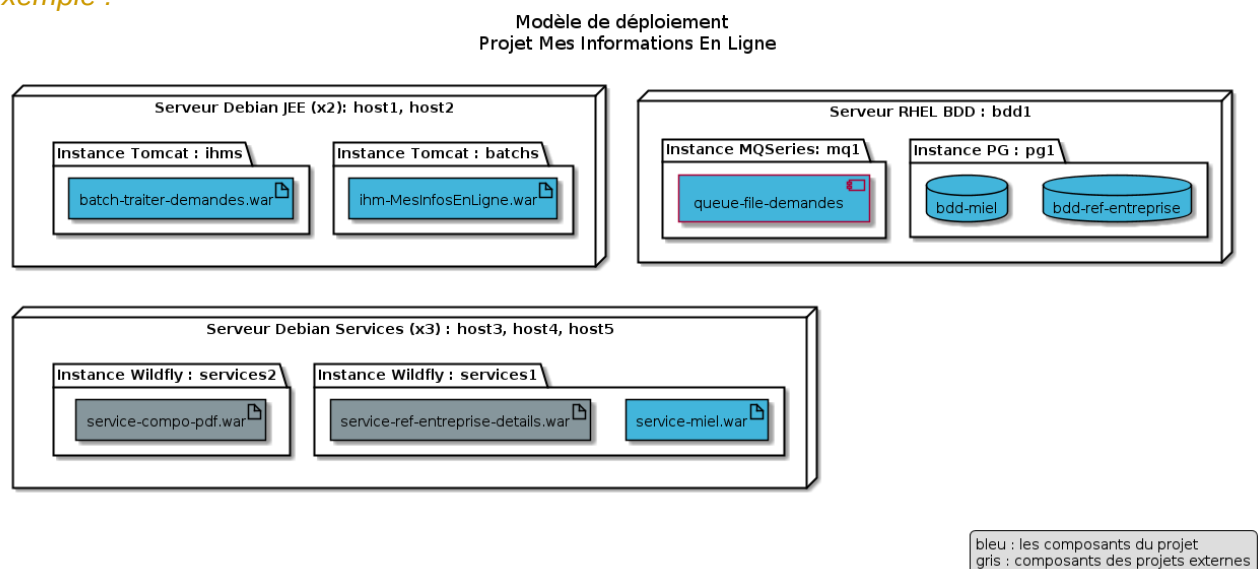 xemple :
Modèle de déploiement
Projet Mes Informations En Ligne
Serveur Debian JEE (x2): host1, host2
Instance Tomcat : ihms
batch-traiter-demandes.war
Instance Tomcat : batchs
ihm-MesInfosEnLigne.war
Serveur RHEL BDD : bdd1
Instance MQSeries: mq1
queue-file-demandes
Instance PG : pg1
bdd-miel
bdd-ref-entreprise
Serveur Debian Services (x3) : host3, host4, host5
Instance Wildfly : services2
service-compo-pdf.war
Instance Wildfly : services1
service-ref-entreprise-details.war
service-miel.war
bleu : les composants du projet
gris : composants des projets externes